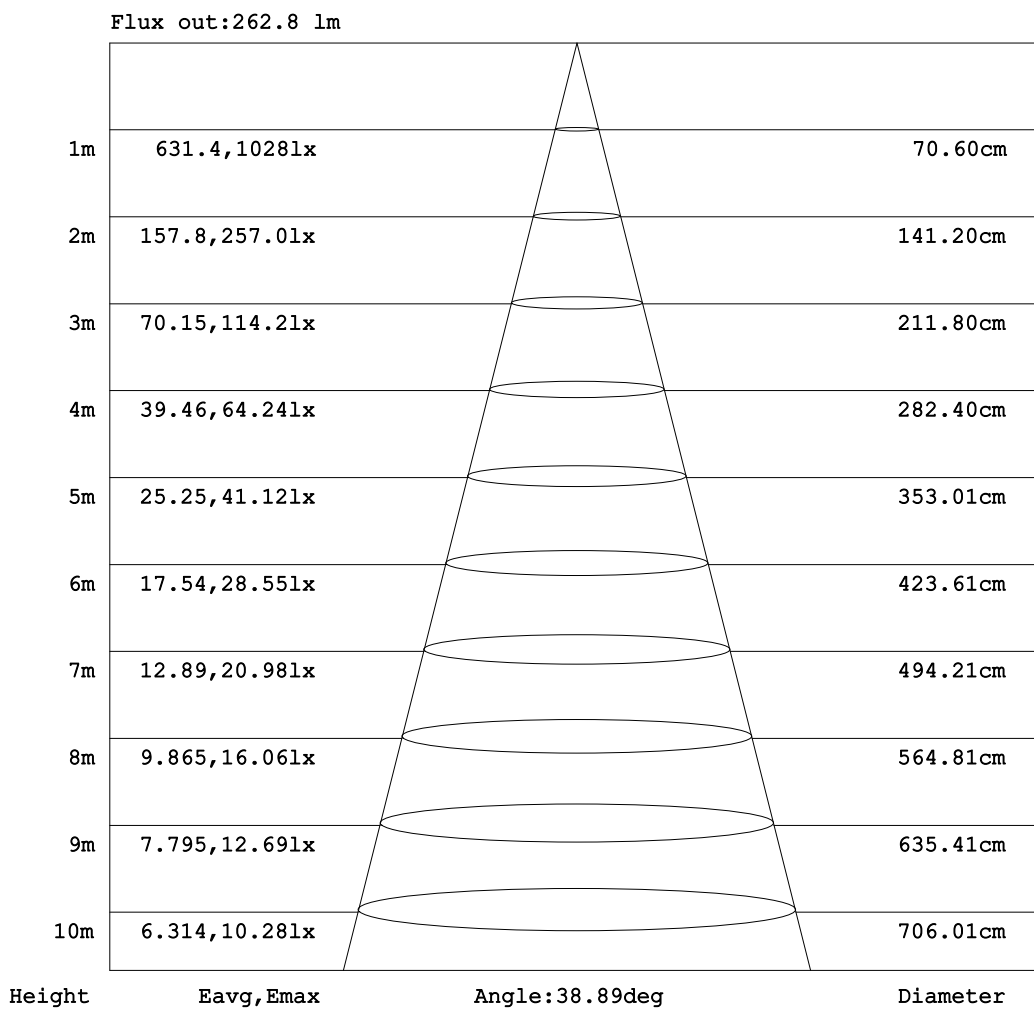 Flux out:262.8 lm
1m 631.4,1028lx 70.60cm
2m 157.8,257.0lx 141.20cm
3m 70.15,114.2lx 211.80cm
4m 39.46,64.24lx 282.40cm
5m 25.25,41.12lx 353.01cm
6m 17.54,28.55lx 423.61cm
7m 12.89,20.98lx 494.21cm
8m 9.865,16.06lx 564.81cm
9m 7.795,12.69lx 635.41cm
10m 6.314,10.28lx 706.01cm
Height Eavg,Emax Angle:38.89deg Diameter